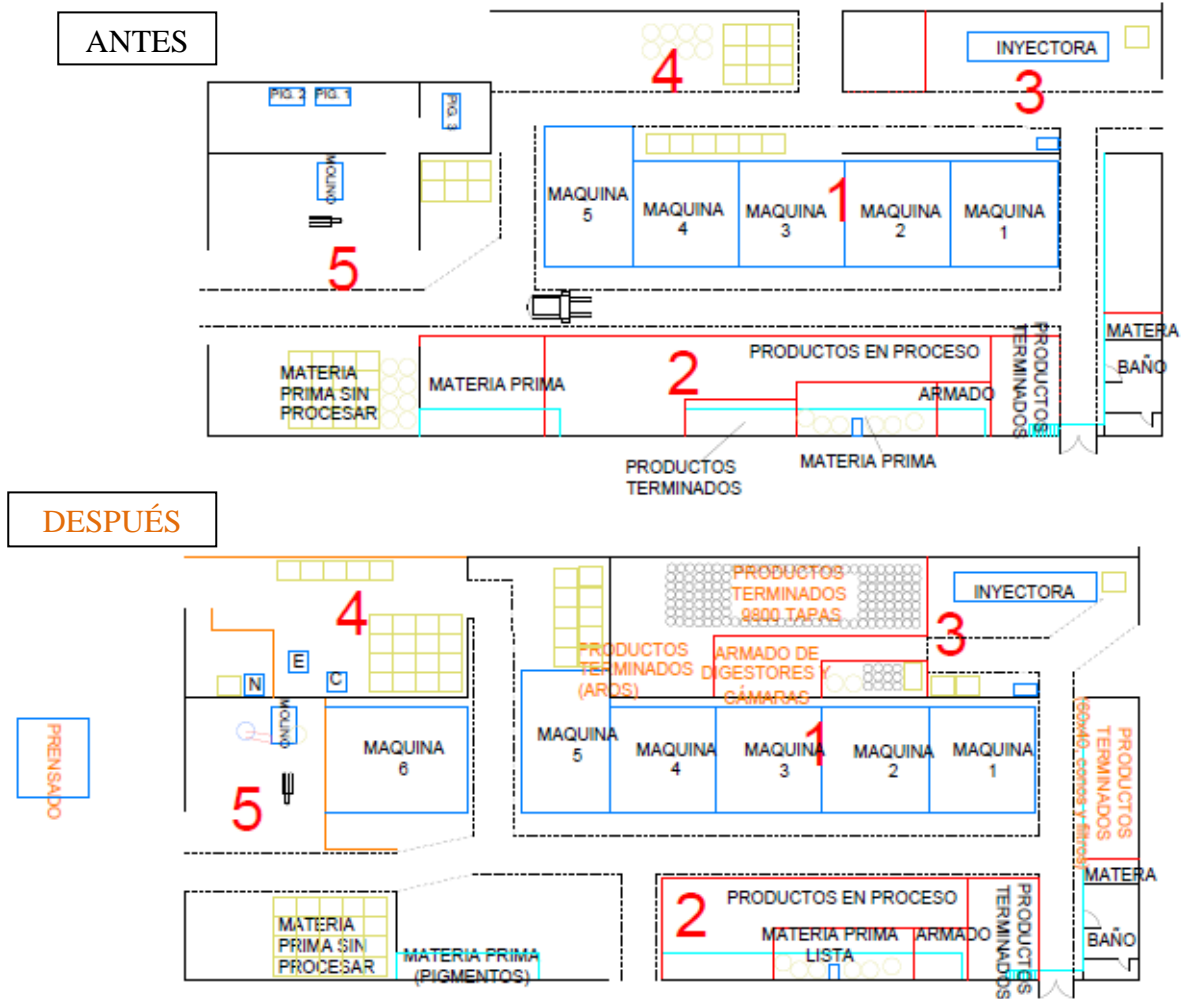 ANTES
4
INYECTORA
3
PIG. 2
PIG. 1
PIG. 3
MOLINO
5
MAQUINA
5
MAQUINA
4
MAQUINA
3
1
MAQUINA
2
MAQUINA
1
MATERIA
PRIMA SIN
PROCESAR
MATERIA PRIMA
2
PRODUCTOS EN PROCESO
ARMADO
PRODUCTOS
TERMINADOS
MATERA
BAÑO
PRODUCTOS
TERMINADOS
MATERIA PRIMA
DESPUÉS
4
N
E
C
PRODUCTOS
TERMINADOS
9800 TAPAS
INYECTORA
3
PRODUCTOS
TERMINADOS
(AROS)
ARMADO DE
DIGESTORES Y
CÁMARAS
PRENSADO
MOLINO
5
MAQUINA
6
MAQUINA
5
MAQUINA
4
MAQUINA
3
1
MAQUINA
2
MAQUINA
1
PRODUCTOS
TERMINADOS
(60x40, conos y filtros)
MATERIA
PRIMA SIN
PROCESAR
MATERIA PRIMA
(PIGMENTOS)
2
PRODUCTOS EN PROCESO
MATERIA PRIMA
LISTA
ARMADO
PRODUCTOS
TERMINADOS
MATERA
BAÑO